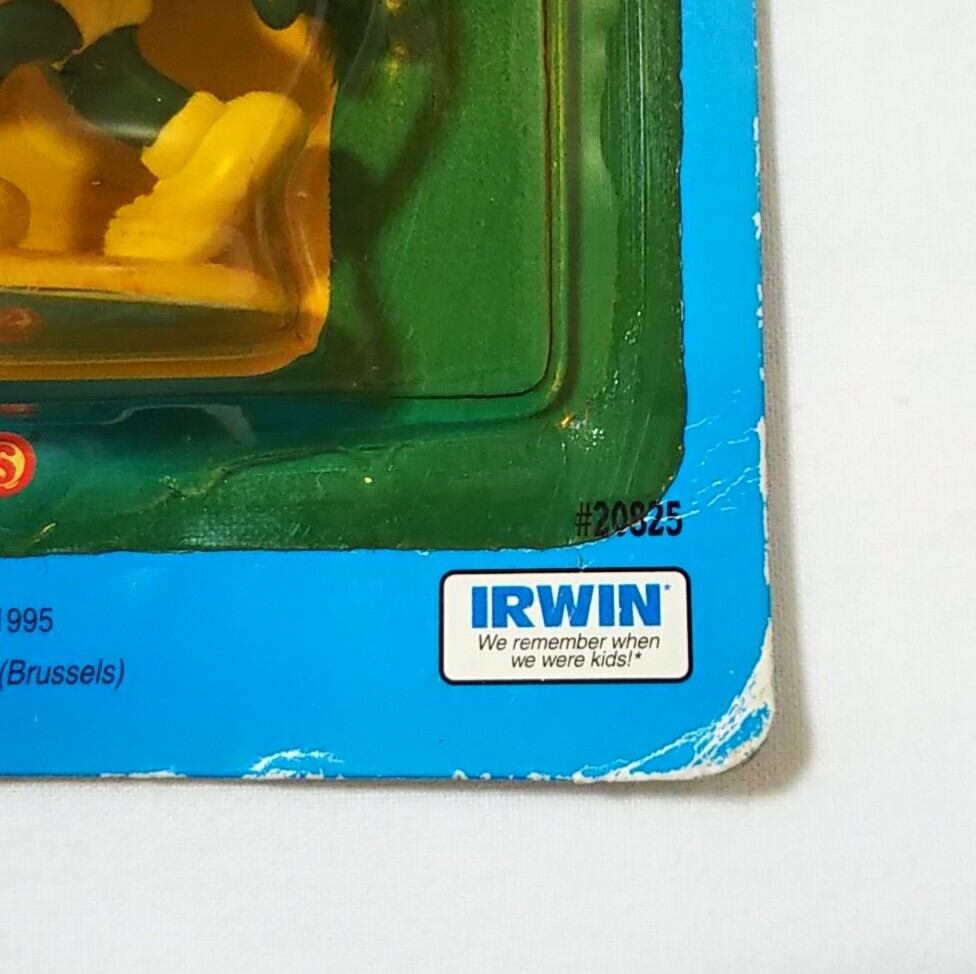 S
#20825
1995
(Brussels)
IRWIN*
We remember when
we were kids!*